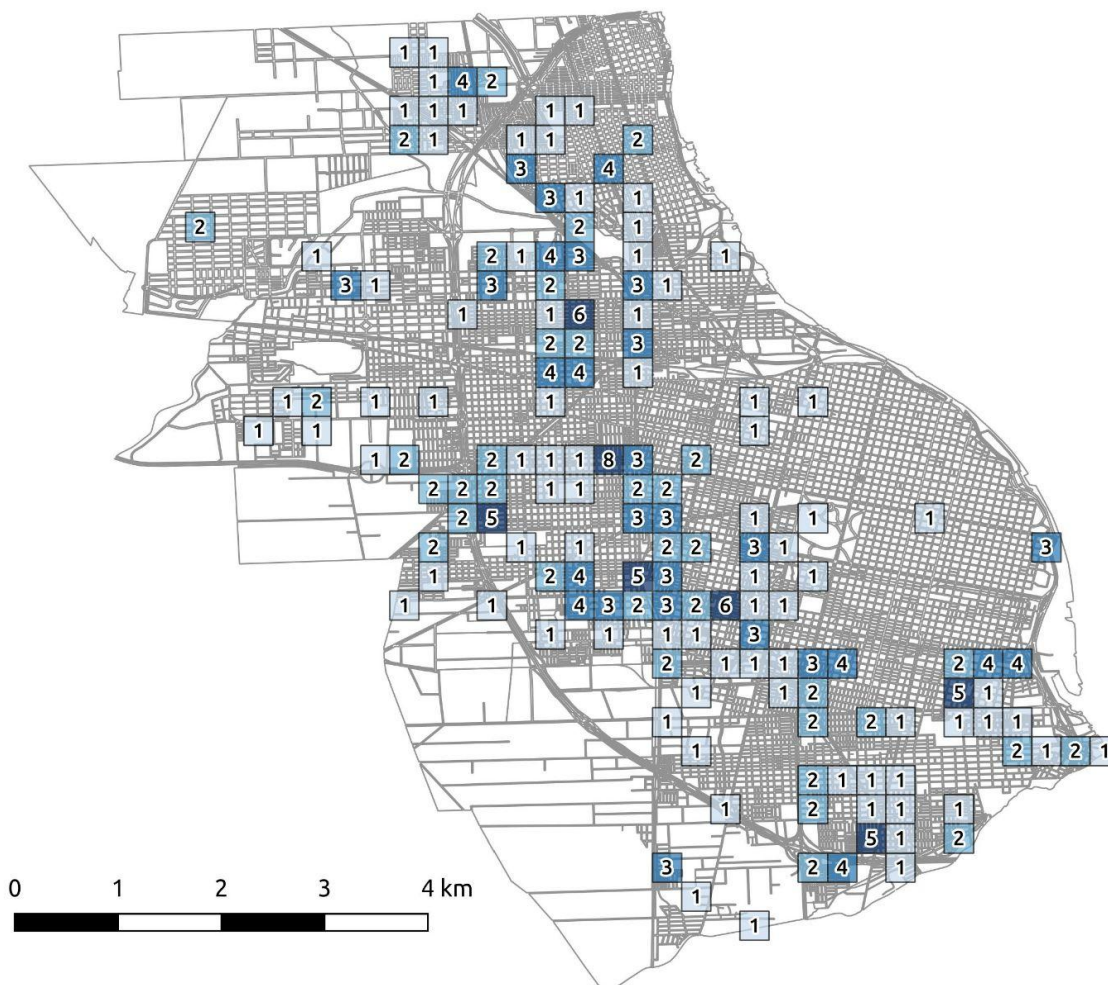 1 1
1 4 2
1 1 1 1 1
2 1 1 1 2
3 4
3 1 1
2 2 1
1 2 1 4 3 1 1
3 1 3 2 3 1
1 1 6 1
2 2 3
4 4 1
1 2 1 1 1 1 1
1 1 1
1 2 2 1 1 1 8 3 2
2 2 2 1 1 2 2
2 5 3 3 1 1 1
2 1 1 2 2 3 1 3
1 2 4 5 3 1 1
1 1 4 3 2 3 2 6 1 1
1 1 1 1 3
2 1 1 1 3 4 2 4 4
1 1 2 5 1
1 2 2 1 1 1 1
1 2 1 2 1
2 1 1 1
1 2 1 1 1
5 1 2
3 2 4 1
1
1
0 1 2 3 4 km